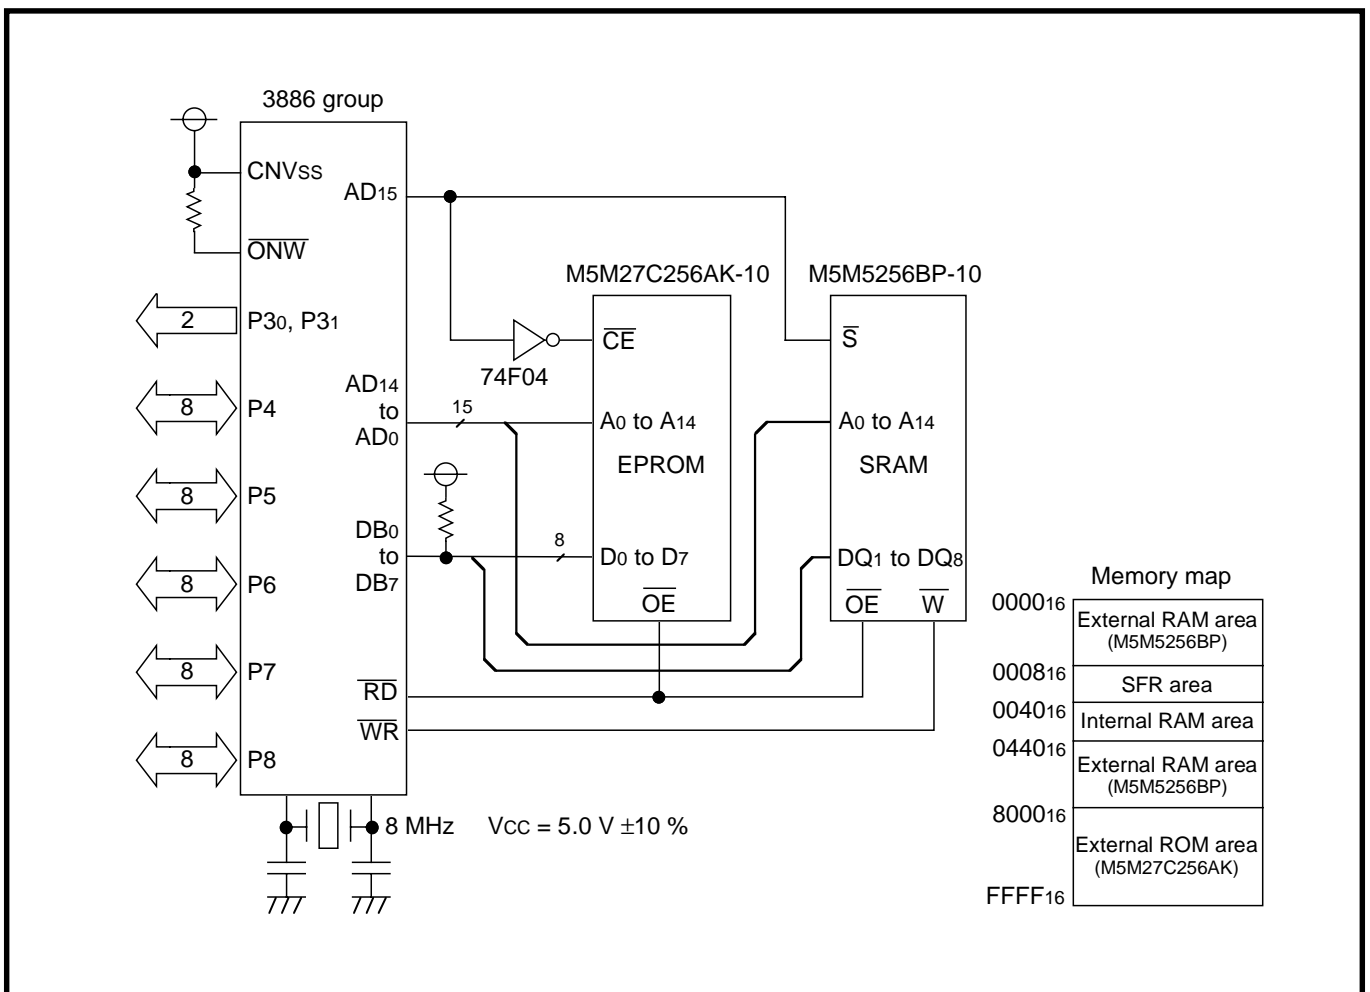 3886 group
CNVSS
AD15
ONW
M5M27C256AK-10
M5M5256BP-10
2
P30, P31
CE
S
74F04
AD14
to
AD0
15
8
P4
A0 to A14
A0 to A14
EPROM
SRAM
8
P5
DB0
to
DB7
8
D0 to D7
DQ1 to DQ8
8
P6
OE
OE
W
8
P7
RD
WR
8
P8
8 MHz
VCC = 5.0 V ±10 %
Memory map
000016
External RAM area
(M5M5256BP)
000816
SFR area
004016
Internal RAM area
044016
External RAM area
(M5M5256BP)
800016
External ROM area
(M5M27C256AK)
FFFF16